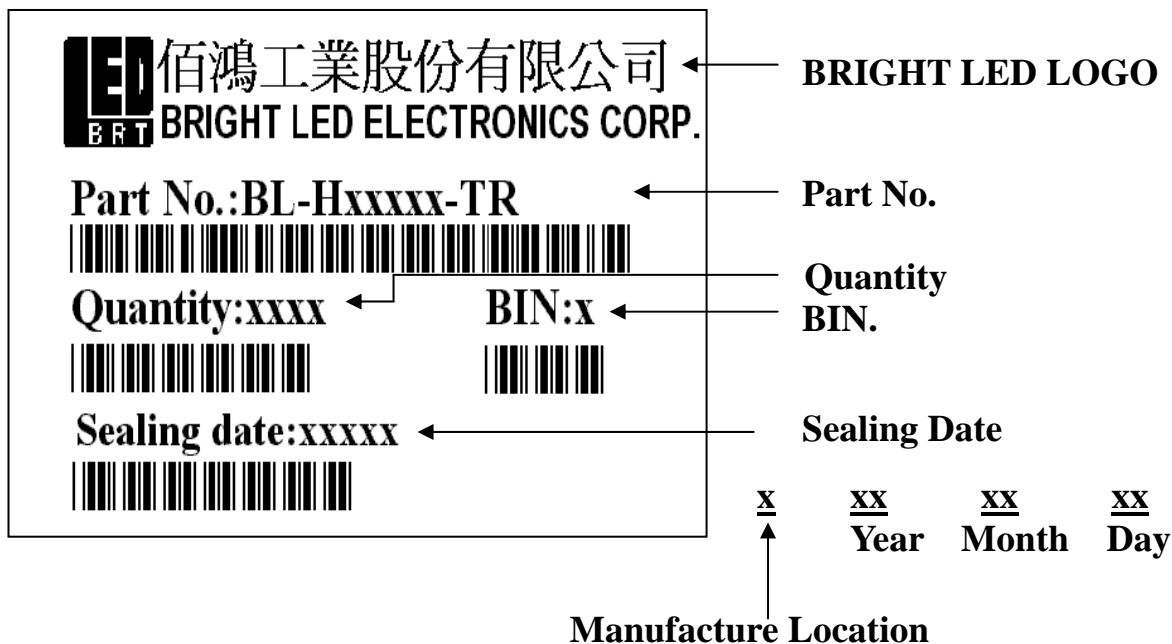 LED 佰鴻工業股份有限公司 BRIGHT LED LOGO
BRT BRIGHT LED ELECTRONICS CORP.
Part No.:BL-Hxxxxx-TR Part No.
Quantity
Quantity:xxxx BIN:x BIN.
Sealing date:xxxxx Sealing Date
x xx xx xx
Year Month Day
Manufacture Location